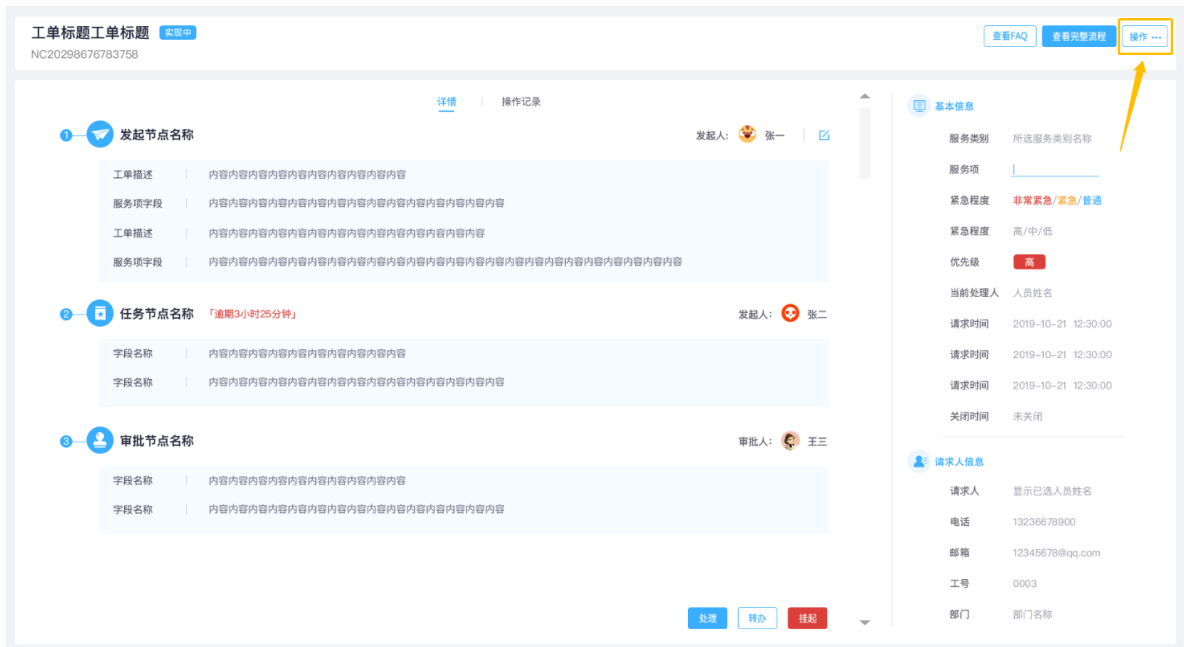 工单标题工单标题 实现中
NC20298676783758
查看FAQ 查看完整流程 操作 ···
详情 操作记录
1 发起节点名称 发起人: 张一
工单描述 内容内容内容内容内容内容内容内容内容内容
服务项字段 内容内容内容内容内容内容内容内容内容内容内容内容内容内容内容
工单描述 内容内容内容内容内容内容内容内容内容内容内容内容内容内容
服务项字段 内容内容内容内容内容内容内容内容内容内容内容内容内容内容内容内容内容内容内容内容内容内容内容内容
2 任务节点名称 「逾期3小时25分钟」 发起人: 张二
字段名称 内容内容内容内容内容内容内容内容内容内容
字段名称 内容内容内容内容内容内容内容内容内容内容内容内容内容内容内容
3 审批节点名称 审批人: 王三
字段名称 内容内容内容内容内容内容内容内容内容内容
字段名称 内容内容内容内容内容内容内容内容内容内容内容内容内容内容内容
处理 转办 挂起
基本信息
服务类别 所选服务类别名称
服务项
紧急程度 非常紧急/紧急/普通
紧急程度 高/中/低
优先级 高
当前处理人 人员姓名
请求时间 2019-10-21 12:30:00
请求时间 2019-10-21 12:30:00
请求时间 2019-10-21 12:30:00
关闭时间 未关闭
请求人信息
请求人 显示已选人员姓名
电话 13236678900
邮箱 12345678@qq.com
工号 0003
部门 部门名称